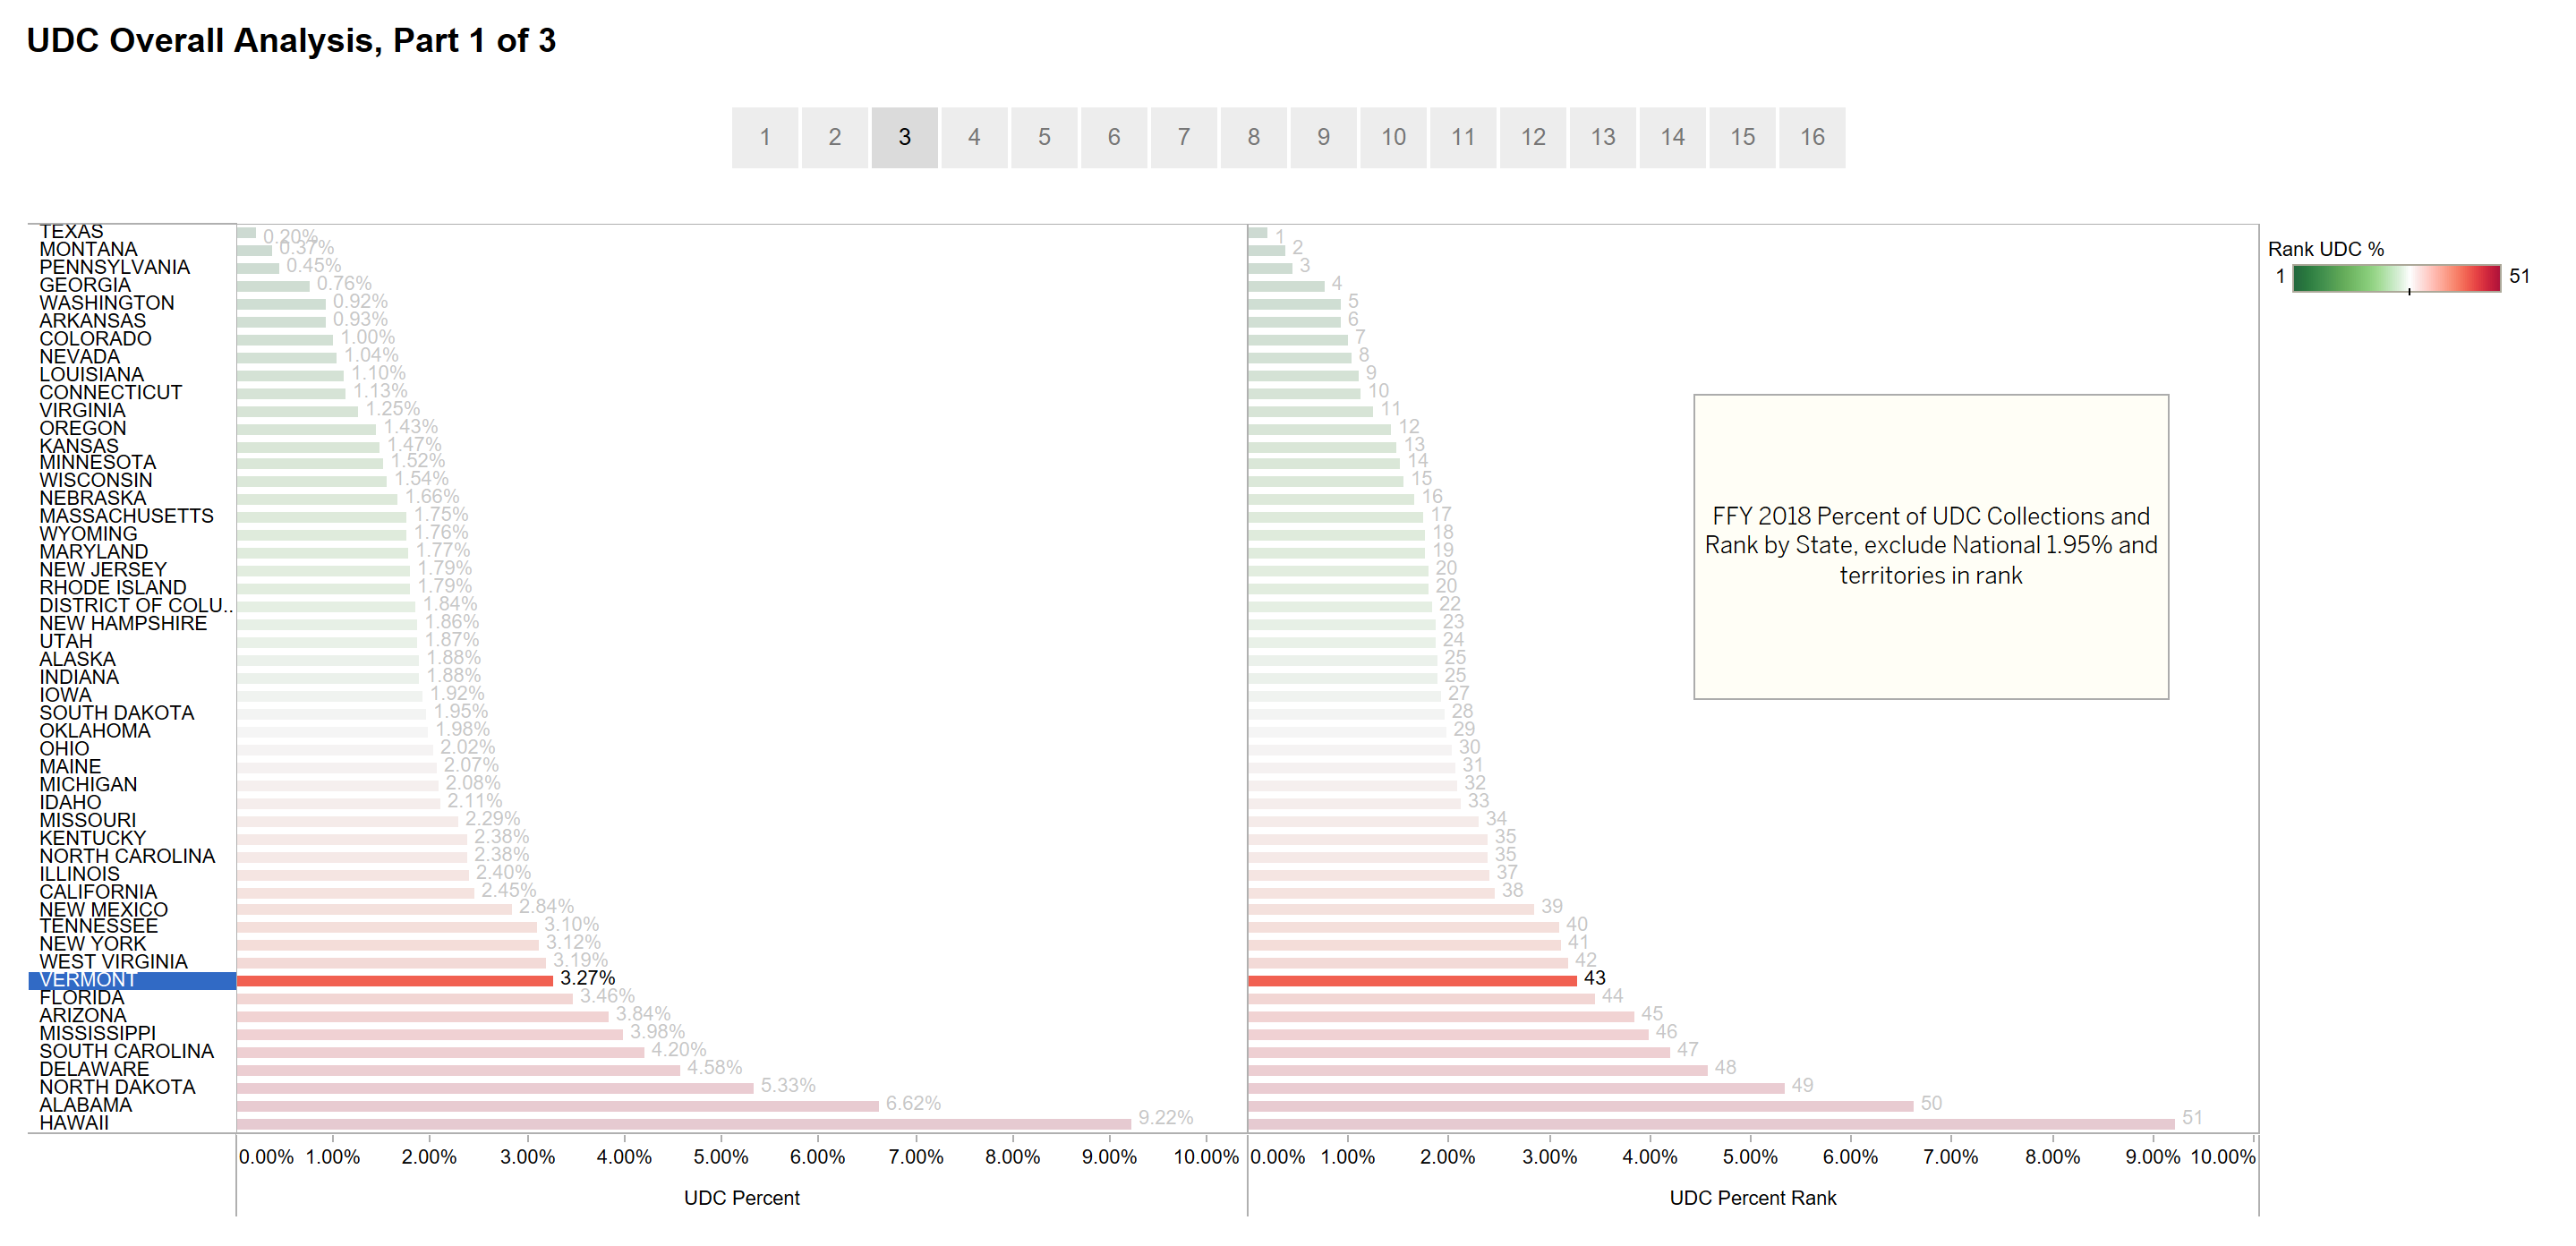 UDC Overall Analysis, Part 1 of 3
1 2 3 4 5 6 7 8 9 10 11 12 13 14 15 16
TEXAS 0.20% 1
MONTANA 0.37% 2
PENNSYLVANIA 0.45% 3
GEORGIA 0.76% 4
WASHINGTON 0.92% 5
ARKANSAS 0.93% 6
COLORADO 1.00% 7
NEVADA 1.04% 8
LOUISIANA 1.10% 9
CONNECTICUT 1.13% 10
VIRGINIA 1.25% 11
OREGON 1.43% 12
KANSAS 1.47% 13
MINNESOTA 1.52% 14
WISCONSIN 1.54% 15
NEBRASKA 1.66% 16
MASSACHUSETTS 1.75% 17
WYOMING 1.76% 18
MARYLAND 1.77% 19
NEW JERSEY 1.79% 20
RHODE ISLAND 1.79% 20
DISTRICT OF COLU.. 1.84% 22
NEW HAMPSHIRE 1.86% 23
UTAH 1.87% 24
ALASKA 1.88% 25
INDIANA 1.88% 25
IOWA 1.92% 27
SOUTH DAKOTA 1.95% 28
OKLAHOMA 1.98% 29
OHIO 2.02% 30
MAINE 2.07% 31
MICHIGAN 2.08% 32
IDAHO 2.11% 33
MISSOURI 2.29% 34
KENTUCKY 2.38% 35
NORTH CAROLINA 2.38% 35
ILLINOIS 2.40% 37
CALIFORNIA 2.45% 38
NEW MEXICO 2.84% 39
TENNESSEE 3.10% 40
NEW YORK 3.12% 41
WEST VIRGINIA 3.19% 42
VERMONT 3.27% 43
FLORIDA 3.46% 44
ARIZONA 3.84% 45
MISSISSIPPI 3.98% 46
SOUTH CAROLINA 4.20% 47
DELAWARE 4.58% 48
NORTH DAKOTA 5.33% 49
ALABAMA 6.62% 50
HAWAII 9.22% 51
0.00% 1.00% 2.00% 3.00% 4.00% 5.00% 6.00% 7.00% 8.00% 9.00% 10.00% 0.00% 1.00% 2.00% 3.00% 4.00% 5.00% 6.00% 7.00% 8.00% 9.00% 10.00%
UDC Percent UDC Percent Rank
FFY 2018 Percent of UDC Collections and
Rank by State, exclude National 1.95% and
territories in rank
Rank UDC %
1 51